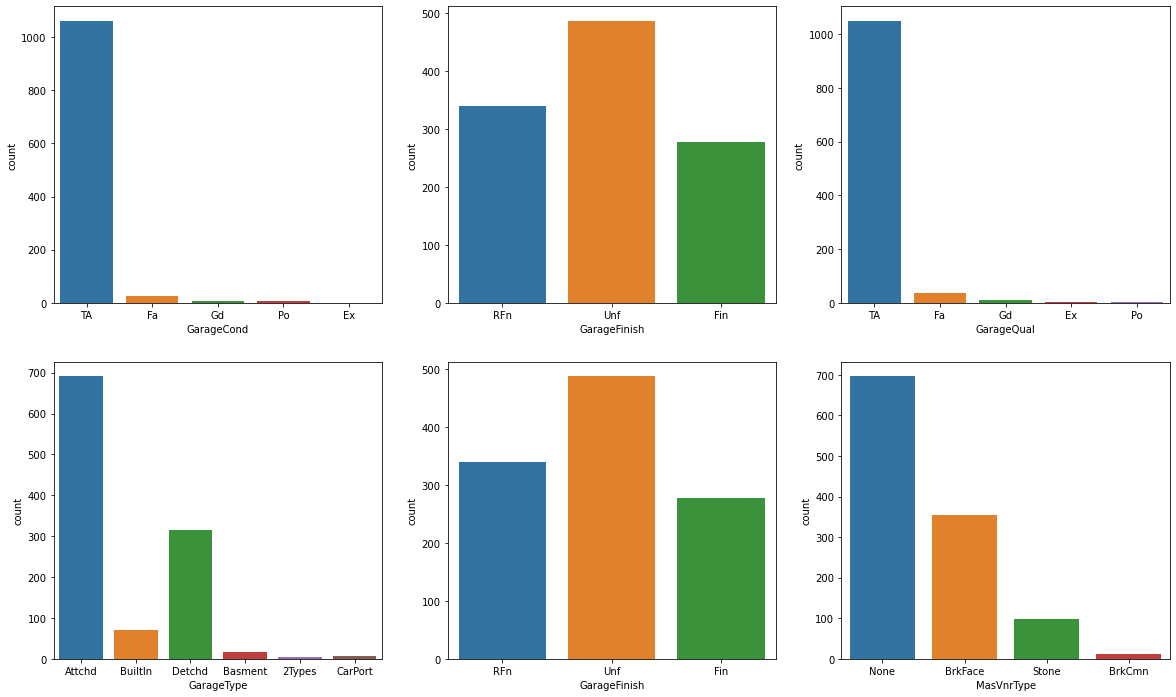 1000
800
600
400
200
0
count
TA Fa Gd Po Ex
GarageCond
500
400
300
200
100
0
count
RFn Unf Fin
GarageFinish
1000
800
600
400
200
0
count
TA Fa Gd Ex Po
GarageQual
700
600
500
400
300
200
100
0
count
Attchd BuiltIn Detchd Basment 2Types CarPort
GarageType
500
400
300
200
100
0
count
RFn Unf Fin
GarageFinish
700
600
500
400
300
200
100
0
count
None BrkFace Stone BrkCmn
MasVnrType